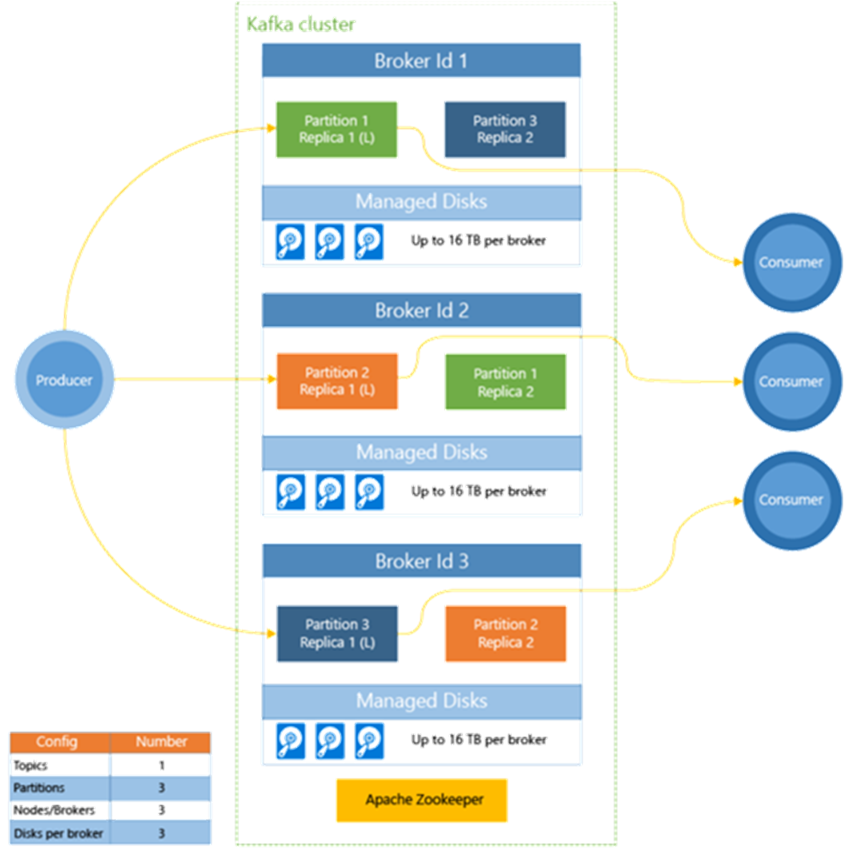 Kafka cluster
Broker Id 1
Partition 1
Replica 1 (L)
Partition 3
Replica 2
Managed Disks
Up to 16 TB per broker
Consumer
Broker Id 2
Producer
Partition 2
Replica 1 (L)
Partition 1
Replica 2
Consumer
Managed Disks
Up to 16 TB per broker
Consumer
Broker Id 3
Partition 3
Replica 1 (L)
Partition 2
Replica 2
Managed Disks
Up to 16 TB per broker
Config Number
Topics 1
Partitions 3
Nodes/Brokers 3
Disks per broker 3
Apache Zookeeper